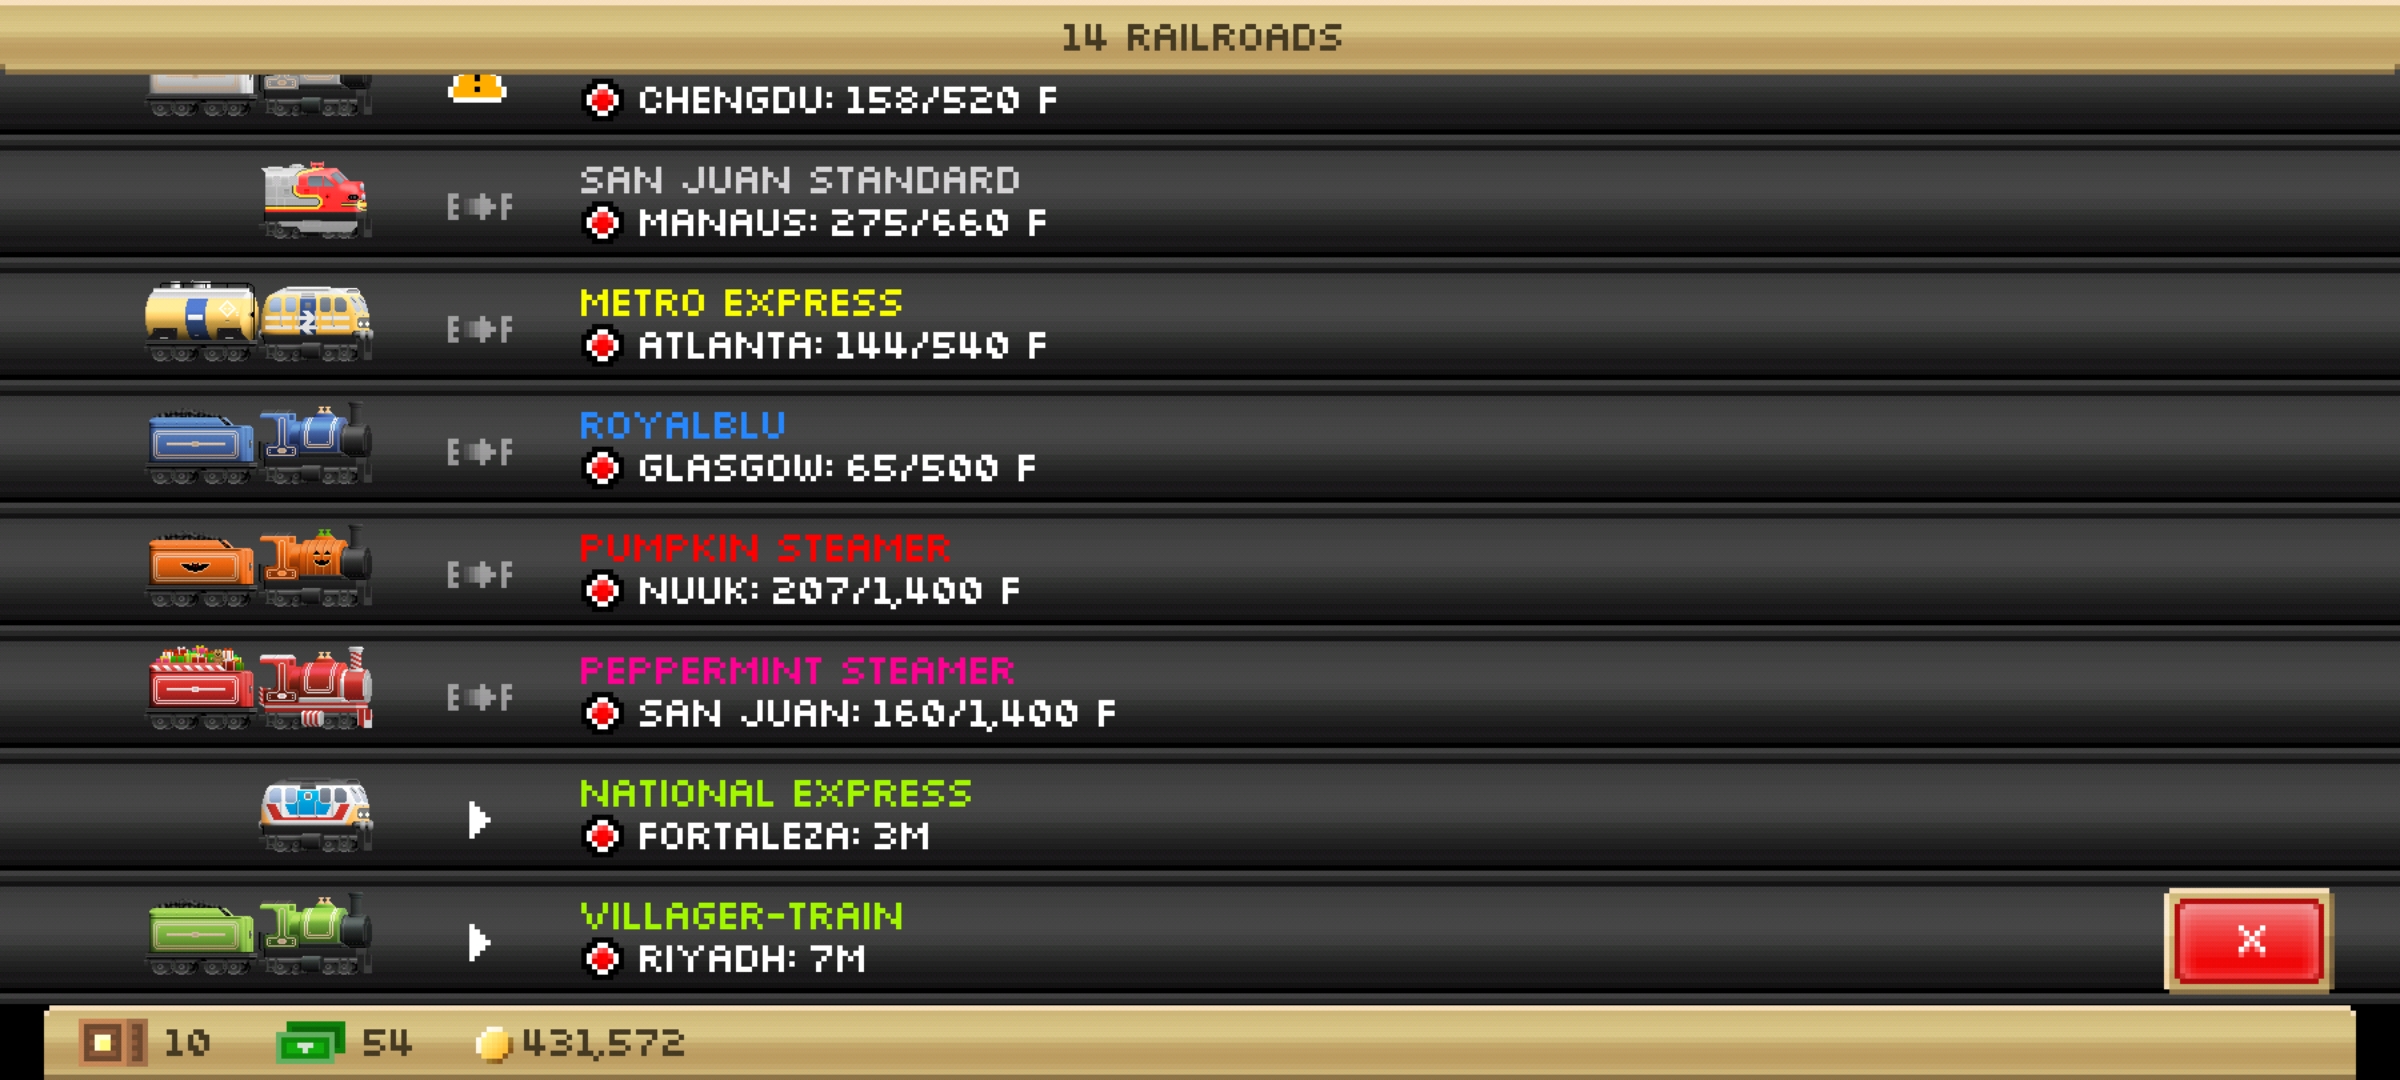 14 RAILROADS
CHENGDU: 158/520 F
SAN JUAN STANDARD
E F
MANAUS: 275/660 F
METRO EXPRESS
E F
ATLANTA: 144/540 F
ROYALBLU
E F
GLASGOW: 65/500 F
PUMPKIN STEAMER
E F
NUUK: 207/1,400 F
PEPPERMINT STEAMER
E F
SAN JUAN: 160/1,400 F
NATIONAL EXPRESS
FORTALEZA: 3M
VILLAGER-TRAIN
RIYADH: 7M
X
10 54 431,572